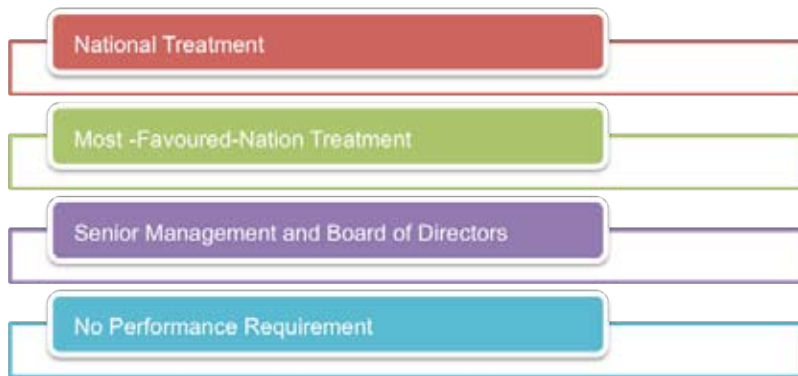 National Treatment
Most -Favoured-Nation Treatment
Senior Management and Board of Directors
No Performance Requirement